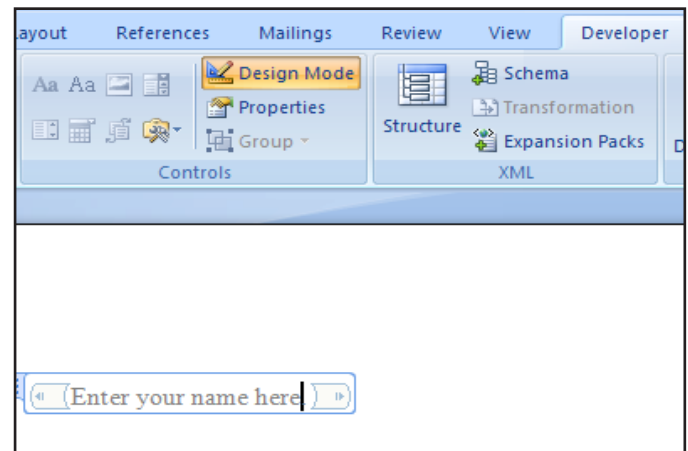 ayout References Mailings Review View Developer
Aa Aa Design Mode Structure Schema
Properties Transformation
Group Expansion Packs
Controls XML
Enter your name here